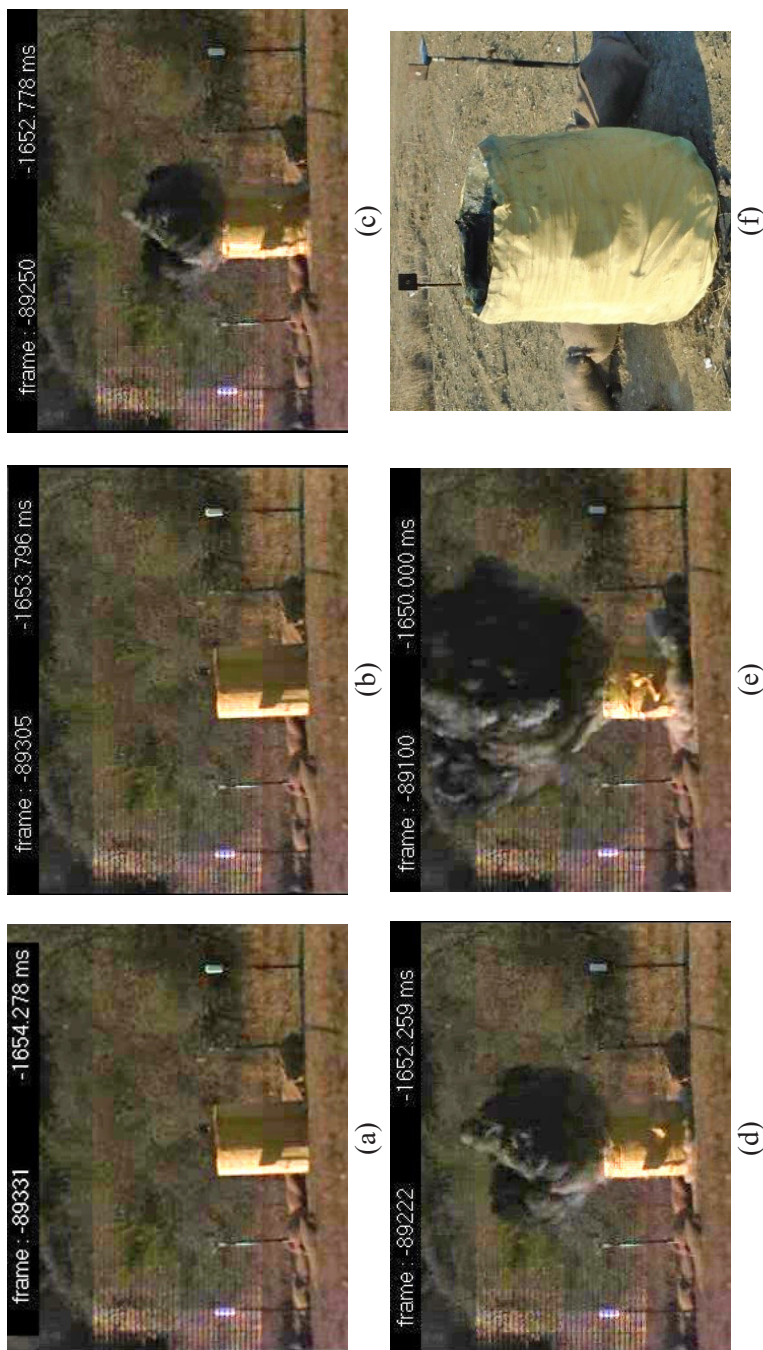 frame : -89331 -1654.278 ms
(a)
frame : -89305 -1653.796 ms
(b)
frame : -89250 -1652.778 ms
(c)
frame : -89222 -1652.259 ms
(d)
frame : -89100 -1650.000 ms
(e)
(f)